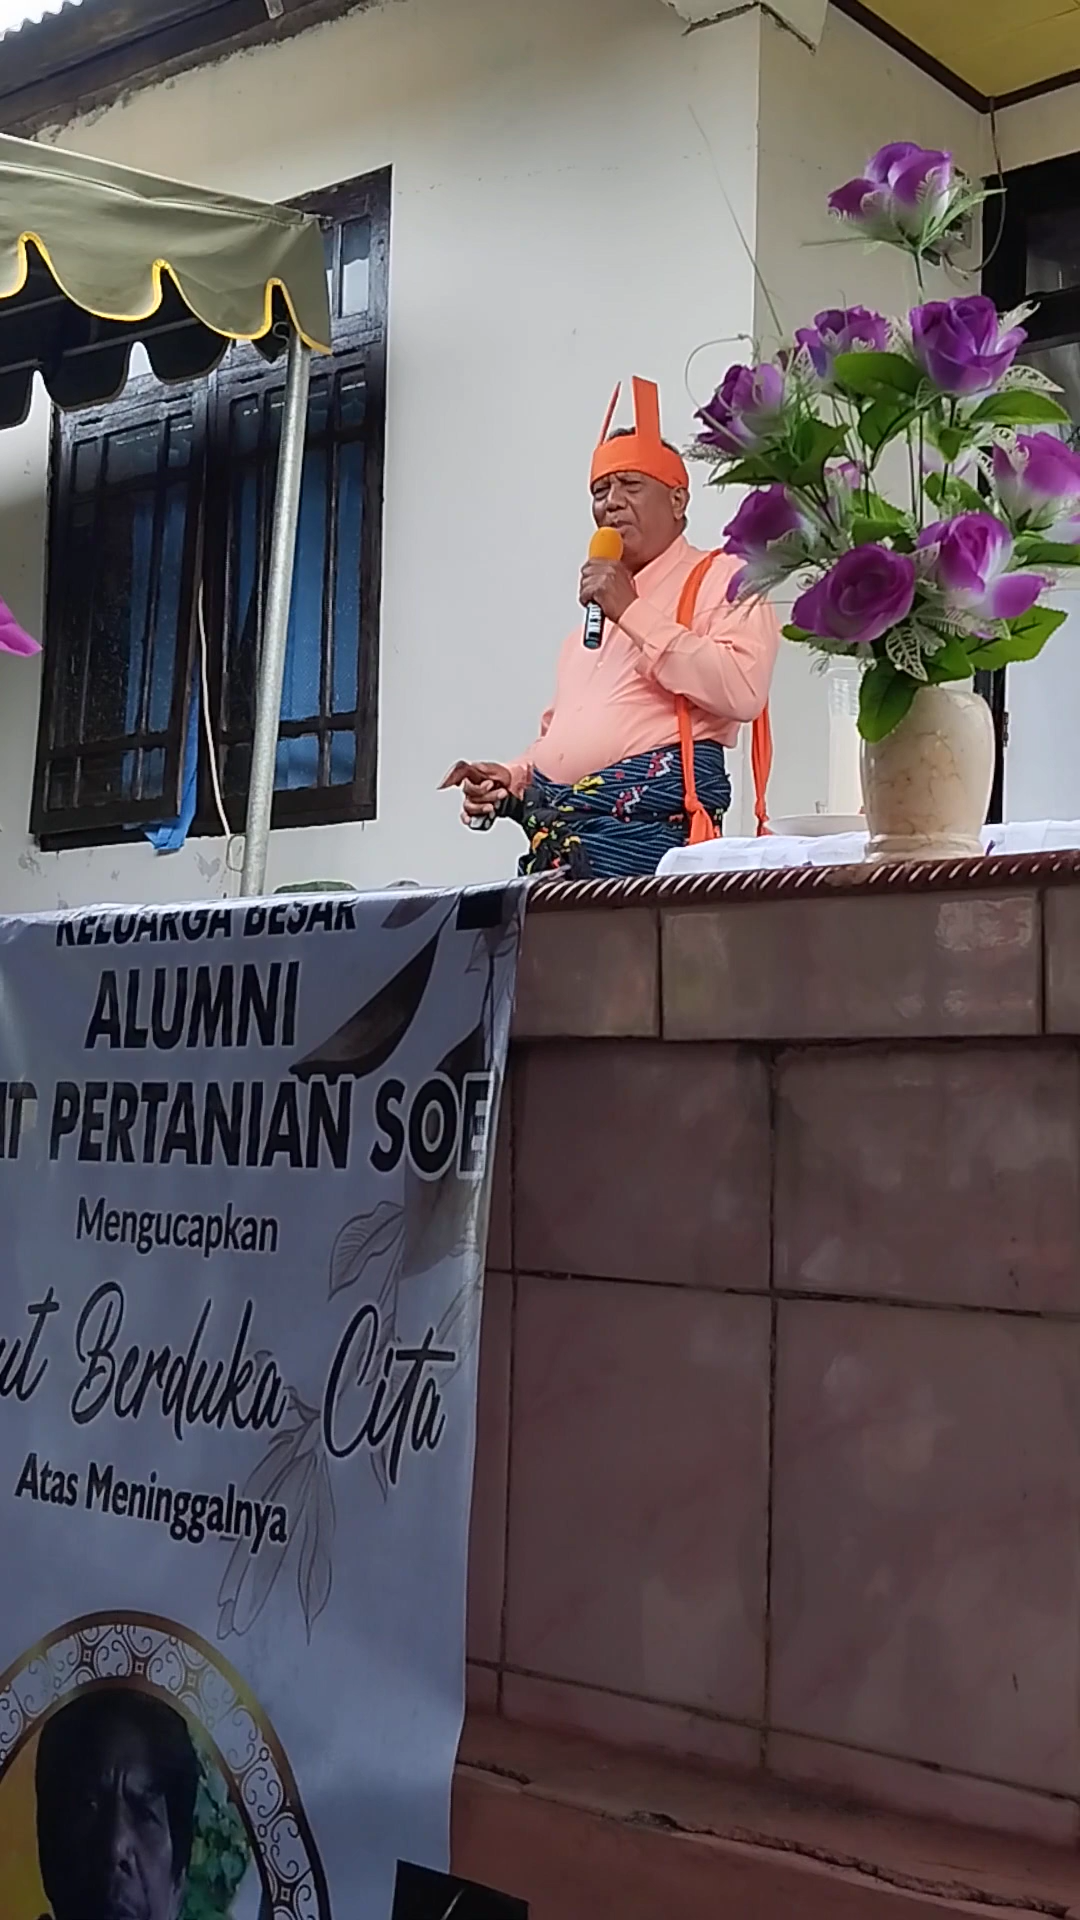 KELUARGA BESAR
ALUMNI
PERTANIAN SOE
Mengucapkan
Berduka Cita
Atas Meninggalnya